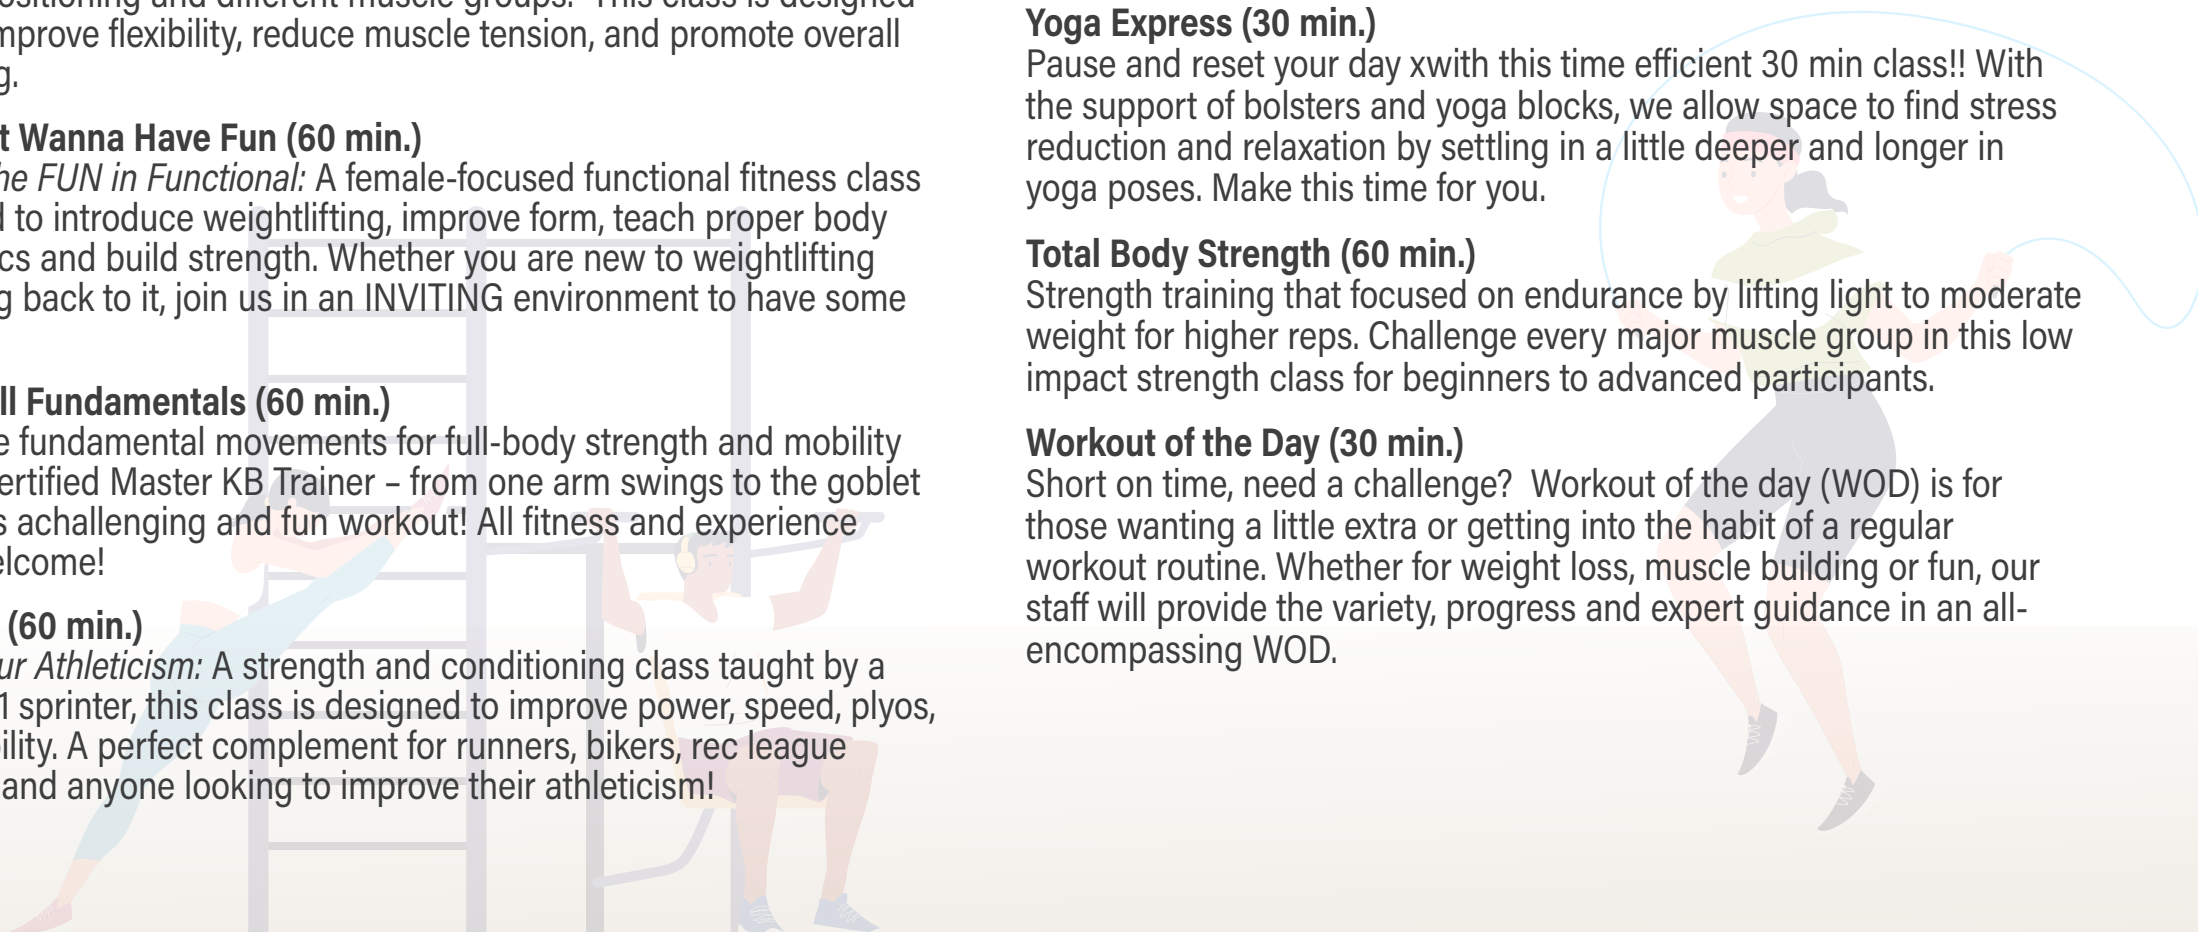 ositioning and different muscle groups. This class is designed
mprove flexibility, reduce muscle tension, and promote overall
g.
t Wanna Have Fun (60 min.)
he FUN in Functional: A female-focused functional fitness class
d to introduce weightlifting, improve form, teach proper body
cs and build strength. Whether you are new to weightlifting
g back to it, join us in an INVITING environment to have some
ll Fundamentals (60 min.)
e fundamental movements for full-body strength and mobility
ertified Master KB Trainer – from one arm swings to the goblet
s achallenging and fun workout! All fitness and experience
elcome!
(60 min.)
ur Athleticism: A strength and conditioning class taught by a
1 sprinter, this class is designed to improve power, speed, plyos,
ility. A perfect complement for runners, bikers, rec league
and anyone looking to improve their athleticism!
Yoga Express (30 min.)
Pause and reset your day xwith this time efficient 30 min class!! With
the support of bolsters and yoga blocks, we allow space to find stress
reduction and relaxation by settling in a little deeper and longer in
yoga poses. Make this time for you.
Total Body Strength (60 min.)
Strength training that focused on endurance by lifting light to moderate
weight for higher reps. Challenge every major muscle group in this low
impact strength class for beginners to advanced participants.
Workout of the Day (30 min.)
Short on time, need a challenge?  Workout of the day (WOD) is for
those wanting a little extra or getting into the habit of a regular
workout routine. Whether for weight loss, muscle building or fun, our
staff will provide the variety, progress and expert guidance in an all-
encompassing WOD.